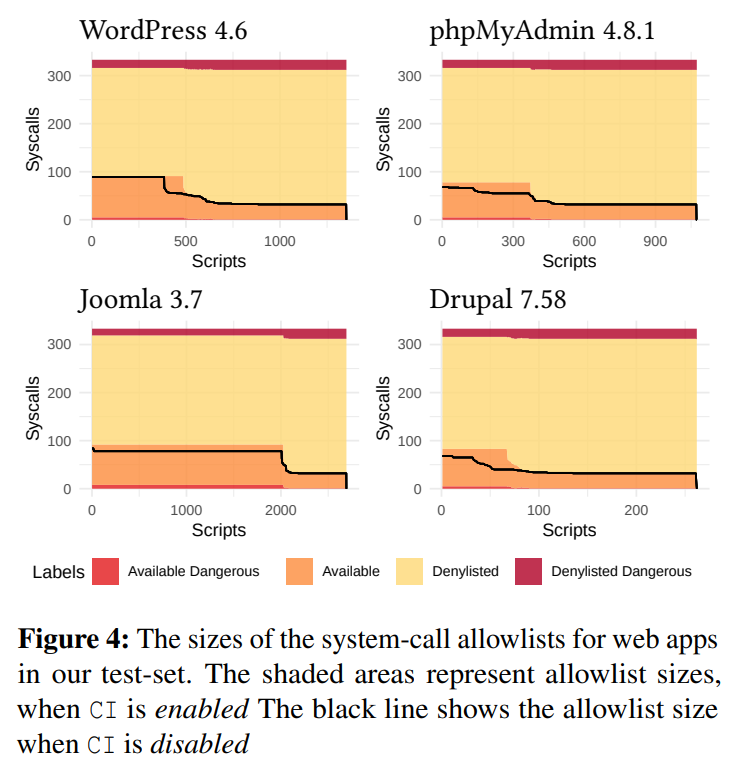 WordPress 4.6
300
200
100
0
Syscalls
0
500
1000
Scripts
phpMyAdmin 4.8.1
300
200
100
0
Syscalls
0
300
600
900
Scripts
Joomla 3.7
300
200
100
0
Syscalls
0
1000
2000
Scripts
Drupal 7.58
300
200
100
0
Syscalls
0
100
200
Scripts
Labels Available Dangerous Available Denylisted Denylisted Dangerous
Figure 4: The sizes of the system-call allowlists for web apps
in our test-set. The shaded areas represent allowlist sizes,
when CI is enabled The black line shows the allowlist size
when CI is disabled